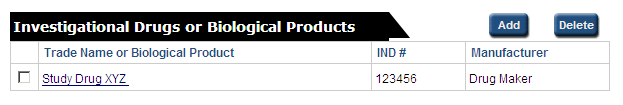 Investigational Drugs or Biological Products Add Delete
Trade Name or Biological Product IND # Manufacturer
Study Drug XYZ 123456 Drug Maker